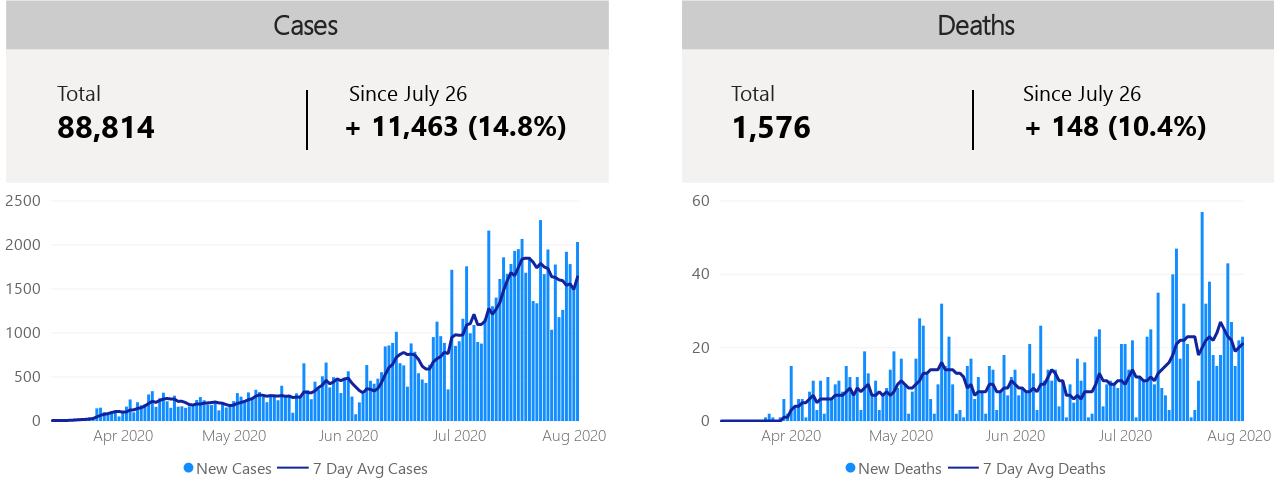 Cases
Total
Since July 26
88,814
+ 11,463 (14.8%)
2500
2000
1500
1000
500
0
Apr 2020 May 2020 Jun 2020 Jul 2020 Aug 2020
New Cases 7 Day Avg Cases
Deaths
Total
Since July 26
1,576
+ 148 (10.4%)
60
40
20
0
Apr 2020 May 2020 Jun 2020 Jul 2020 Aug 2020
New Deaths 7 Day Avg Deaths